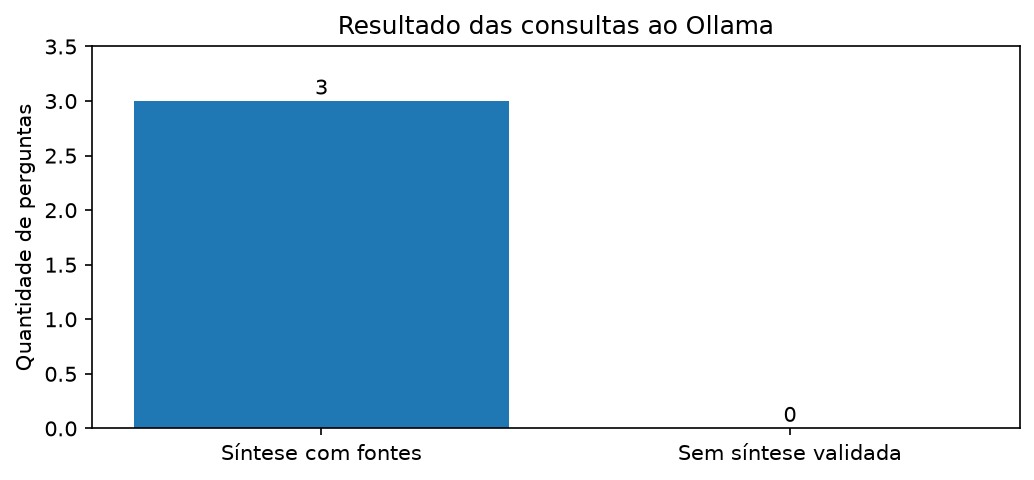 Resultado das consultas ao Ollama
Quantidade de perguntas
3.5
3.0
2.5
2.0
1.5
1.0
0.5
0.0
3
0
Síntese com fontes
Sem síntese validada